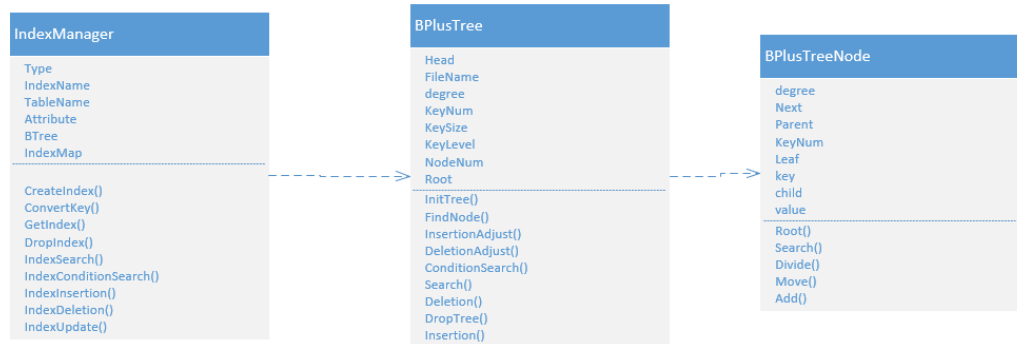 IndexManager
Type
IndexName
TableName
Attribute
BTree
IndexMap
CreateIndex()
ConvertKey()
GetIndex()
DropIndex()
IndexSearch()
IndexConditionSearch()
IndexInsertion()
IndexDeletion()
IndexUpdate()
BPlusTree
Head
FileName
degree
KeyNum
KeySize
KeyLevel
NodeNum
Root
InitTree()
FindNode()
InsertionAdjust()
DeletionAdjust()
ConditionSearch()
Search()
Deletion()
DropTree()
Insertion()
BPlusTreeNode
degree
Next
Parent
KeyNum
Leaf
key
child
value
Root()
Search()
Divide()
Move()
Add()